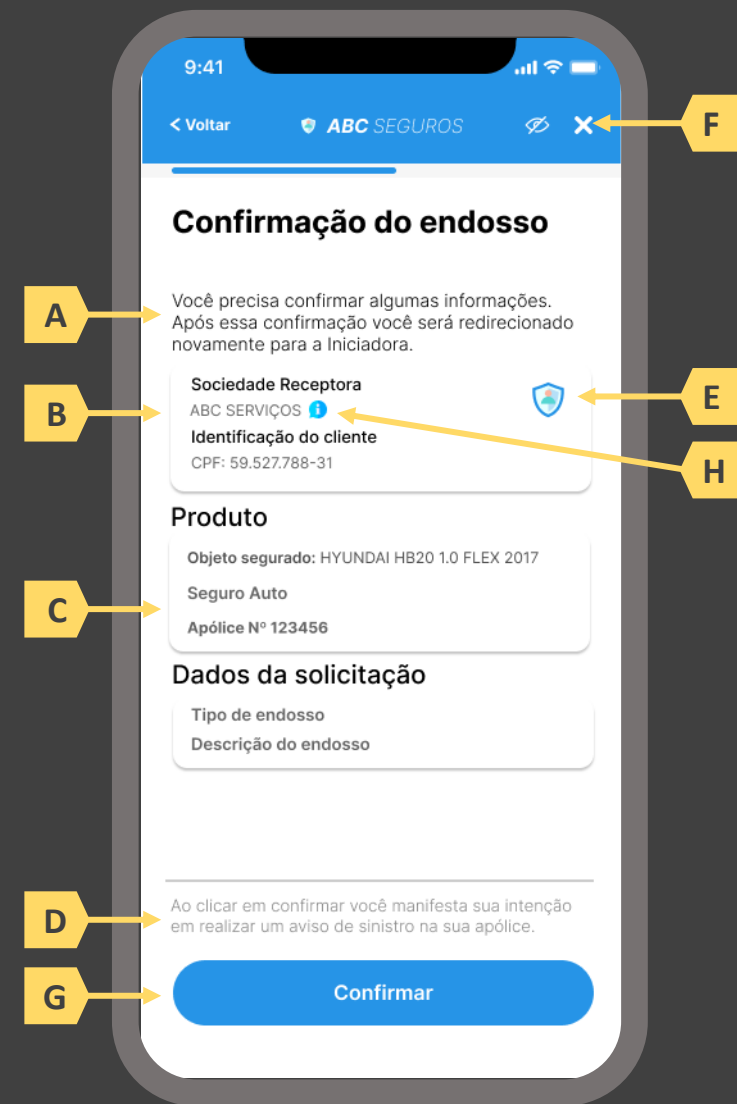 9:41
< Voltar ABC SEGUROS
F
Confirmação do endosso
A
Você precisa confirmar algumas informações.
Após essa confirmação você será redirecionado
novamente para a Iniciadora.
B
Sociedade Receptora
ABC SERVIÇOS
Identificação do cliente
CPF: 59.527.788-31
E
H
Produto
C
Objeto segurado: HYUNDAI HB20 1.0 FLEX 2017
Seguro Auto
Apólice Nº 123456
Dados da solicitação
Tipo de endosso
Descrição do endosso
D
Ao clicar em confirmar você manifesta sua intenção
em realizar um aviso de sinistro na sua apólice.
G
Confirmar